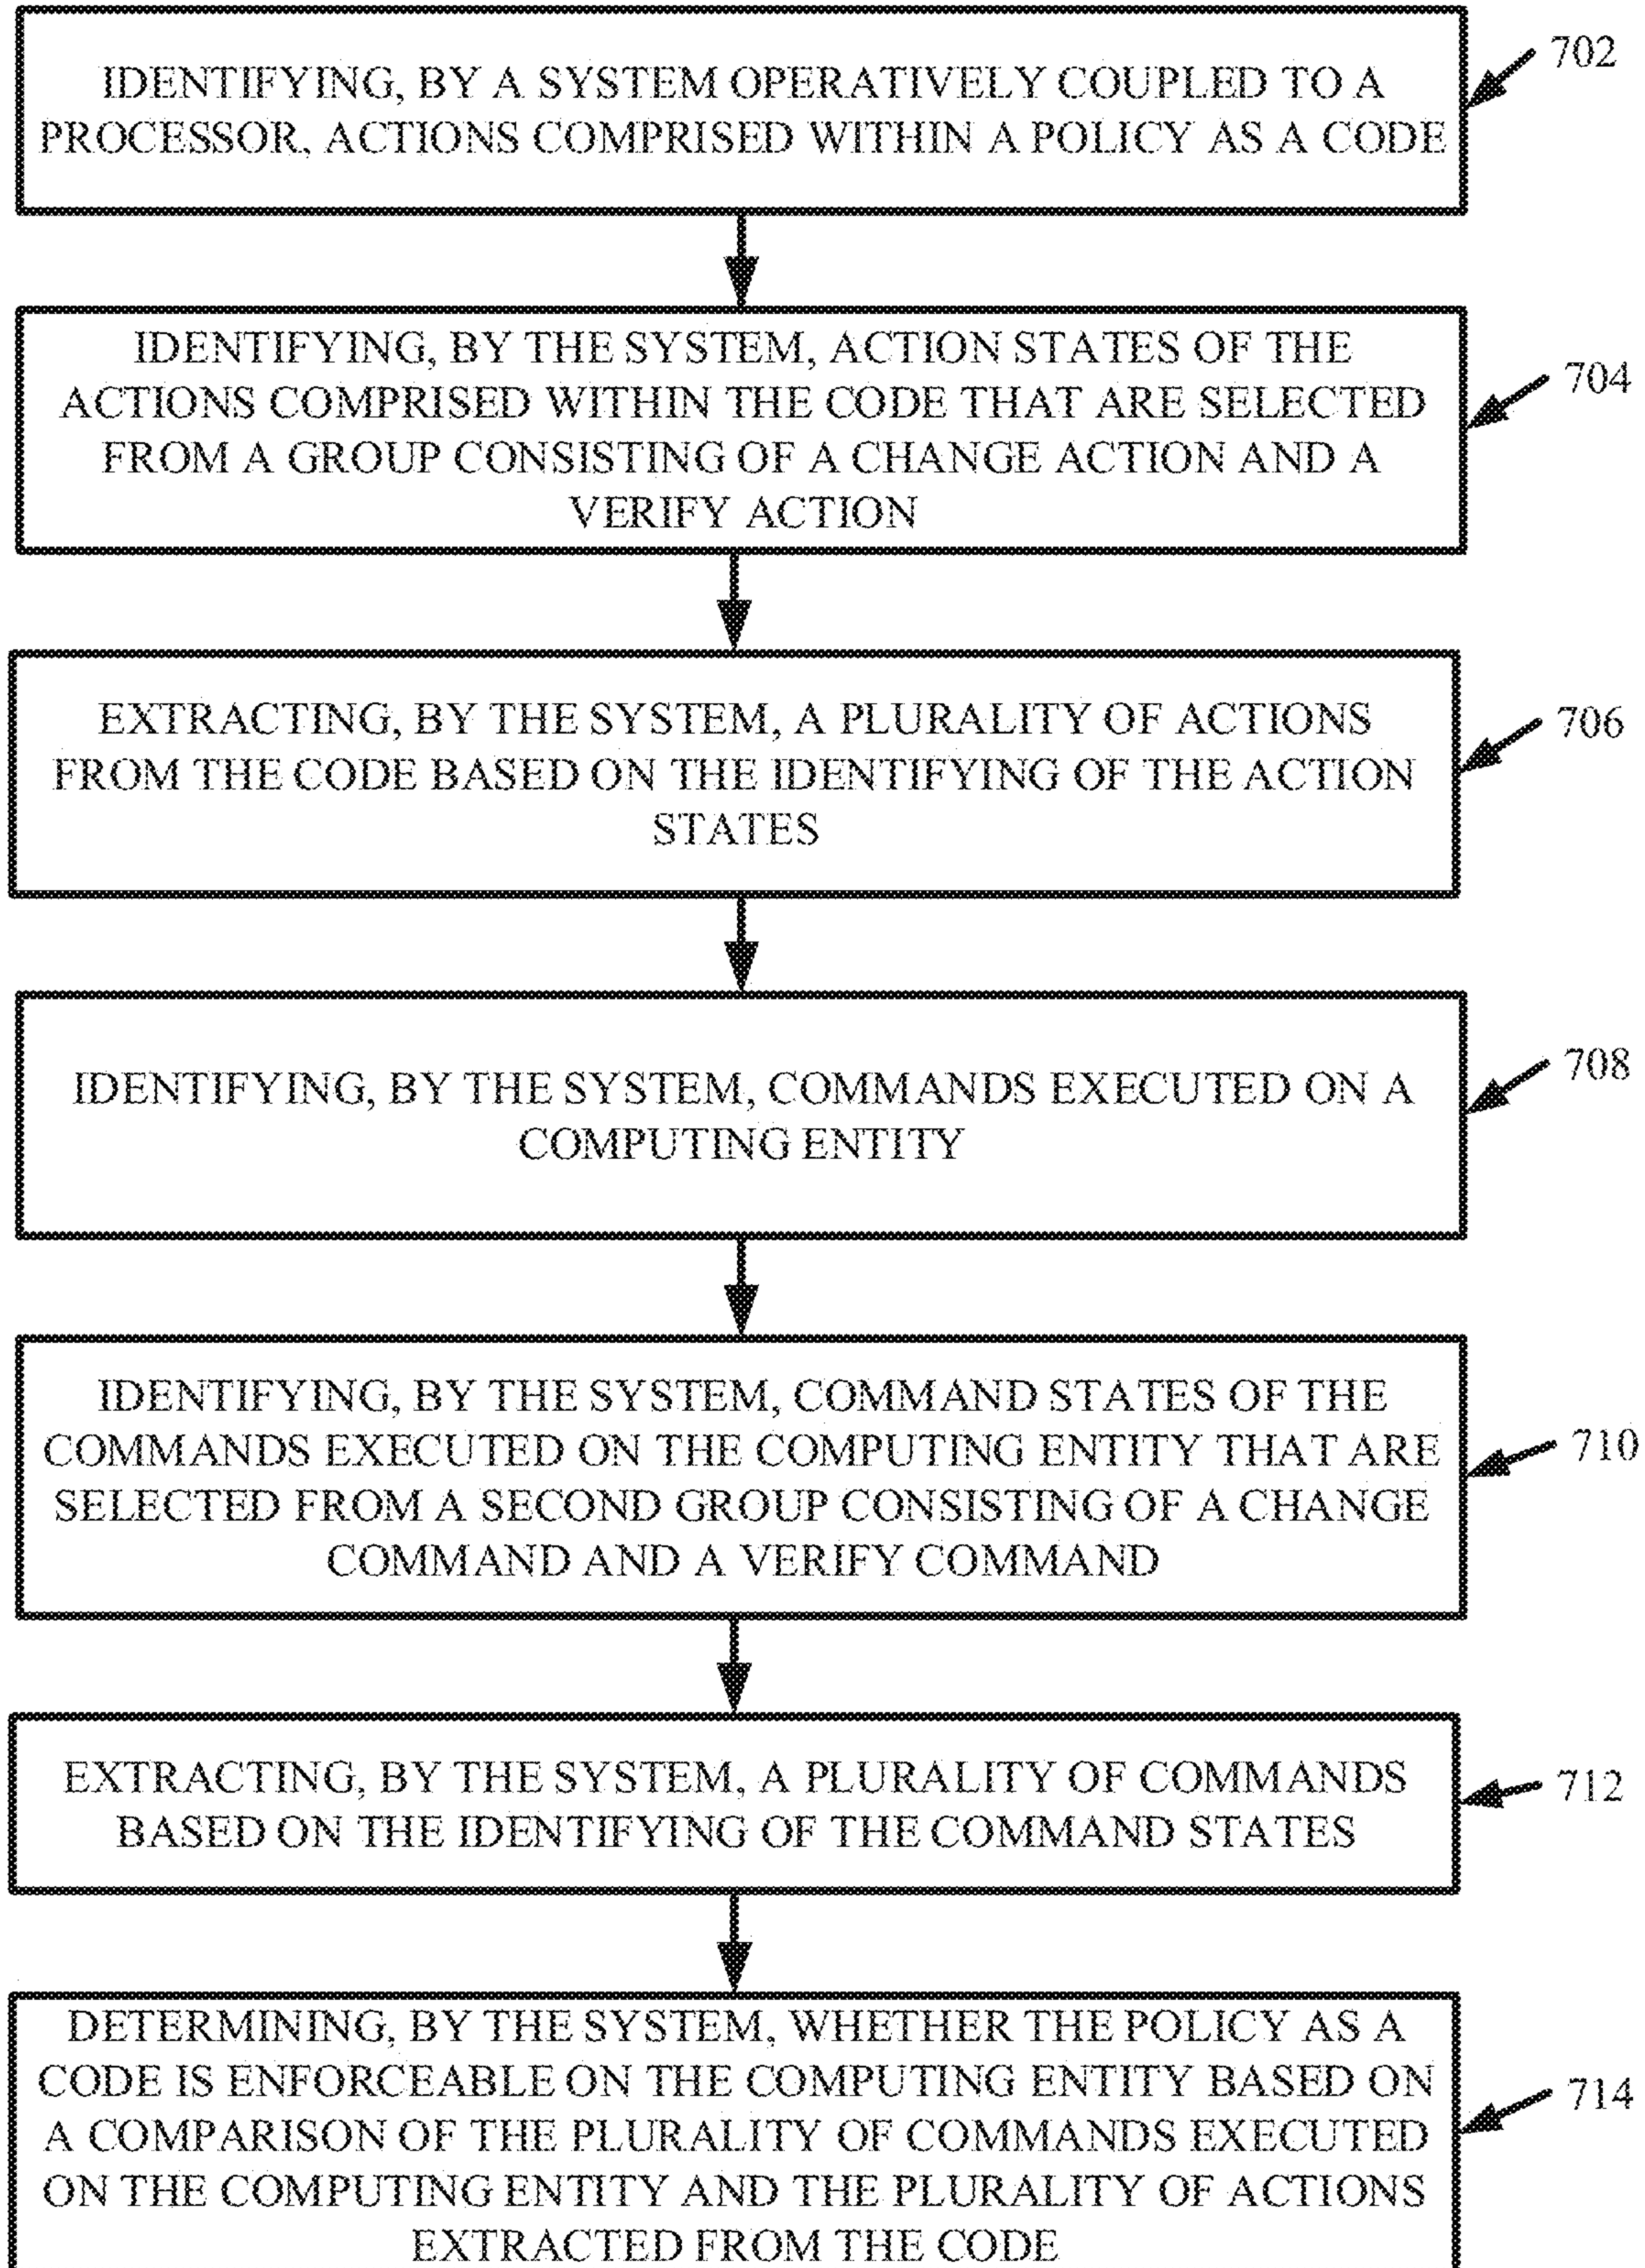 IDENTIFYING, BY A SYSTEM OPERATIVELY COUPLED TO A
PROCESSOR, ACTIONS COMPRISED WITHIN A POLICY AS A CODE
702
IDENTIFYING, BY THE SYSTEM, ACTION STATES OF THE
ACTIONS COMPRISED WITHIN THE CODE THAT ARE SELECTED
FROM A GROUP CONSISTING OF A CHANGE ACTION AND A
VERIFY ACTION
704
EXTRACTING, BY THE SYSTEM, A PLURALITY OF ACTIONS
FROM THE CODE BASED ON THE IDENTIFYING OF THE ACTION
STATES
706
IDENTIFYING, BY THE SYSTEM, COMMANDS EXECUTED ON A
COMPUTING ENTITY
708
IDENTIFYING, BY THE SYSTEM, COMMAND STATES OF THE
COMMANDS EXECUTED ON THE COMPUTING ENTITY THAT ARE
SELECTED FROM A SECOND GROUP CONSISTING OF A CHANGE
COMMAND AND A VERIFY COMMAND
710
EXTRACTING, BY THE SYSTEM, A PLURALITY OF COMMANDS
BASED ON THE IDENTIFYING OF THE COMMAND STATES
712
DETERMINING, BY THE SYSTEM, WHETHER THE POLICY AS A
CODE IS ENFORCEABLE ON THE COMPUTING ENTITY BASED ON
A COMPARISON OF THE PLURALITY OF COMMANDS EXECUTED
ON THE COMPUTING ENTITY AND THE PLURALITY OF ACTIONS
EXTRACTED FROM THE CODE
714